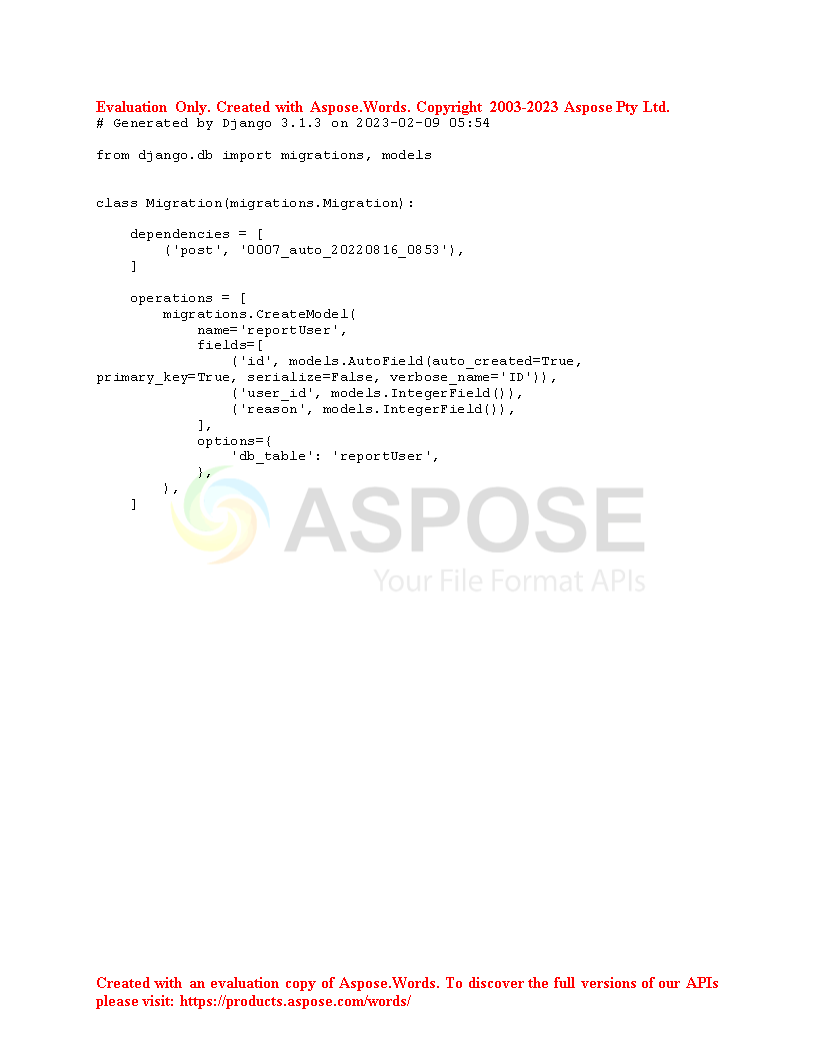 Evaluation Only. Created with Aspose.Words. Copyright 2003-2023 Aspose Pty Ltd.
# Generated by Django 3.1.3 on 2023-02-09 05:54

from django.db import migrations, models


class Migration(migrations.Migration):

    dependencies = [
        ('post', '0007_auto_20220816_0853'),
    ]

    operations = [
        migrations.CreateModel(
            name='reportUser',
            fields=[
                ('id', models.AutoField(auto_created=True,
primary_key=True, serialize=False, verbose_name='ID')),
                ('user_id', models.IntegerField()),
                ('reason', models.IntegerField()),
            ],
            options={
                'db_table': 'reportUser',
            },
        ),
    ]
ASPOSE
Your File Format APIs
Created with an evaluation copy of Aspose.Words. To discover the full versions of our APIs
please visit: https://products.aspose.com/words/